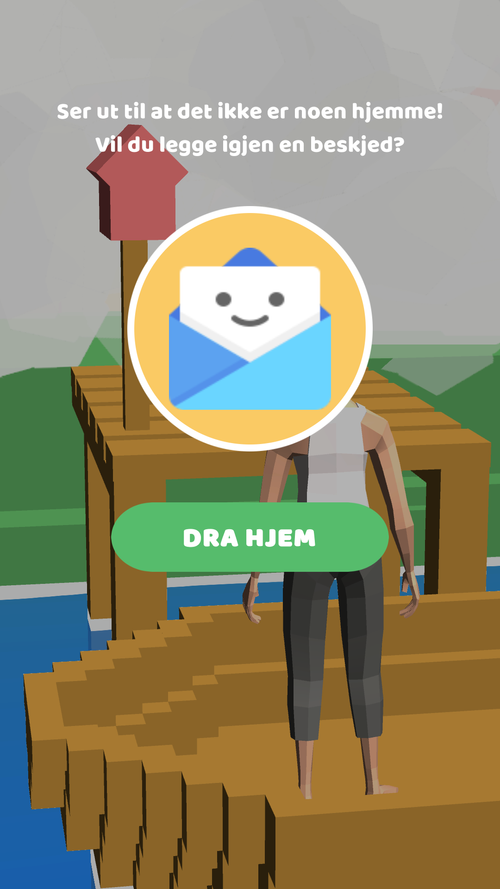 Ser ut til at det ikke er noen hjemme!
Vil du legge igjen en beskjed?
DRA HJEM